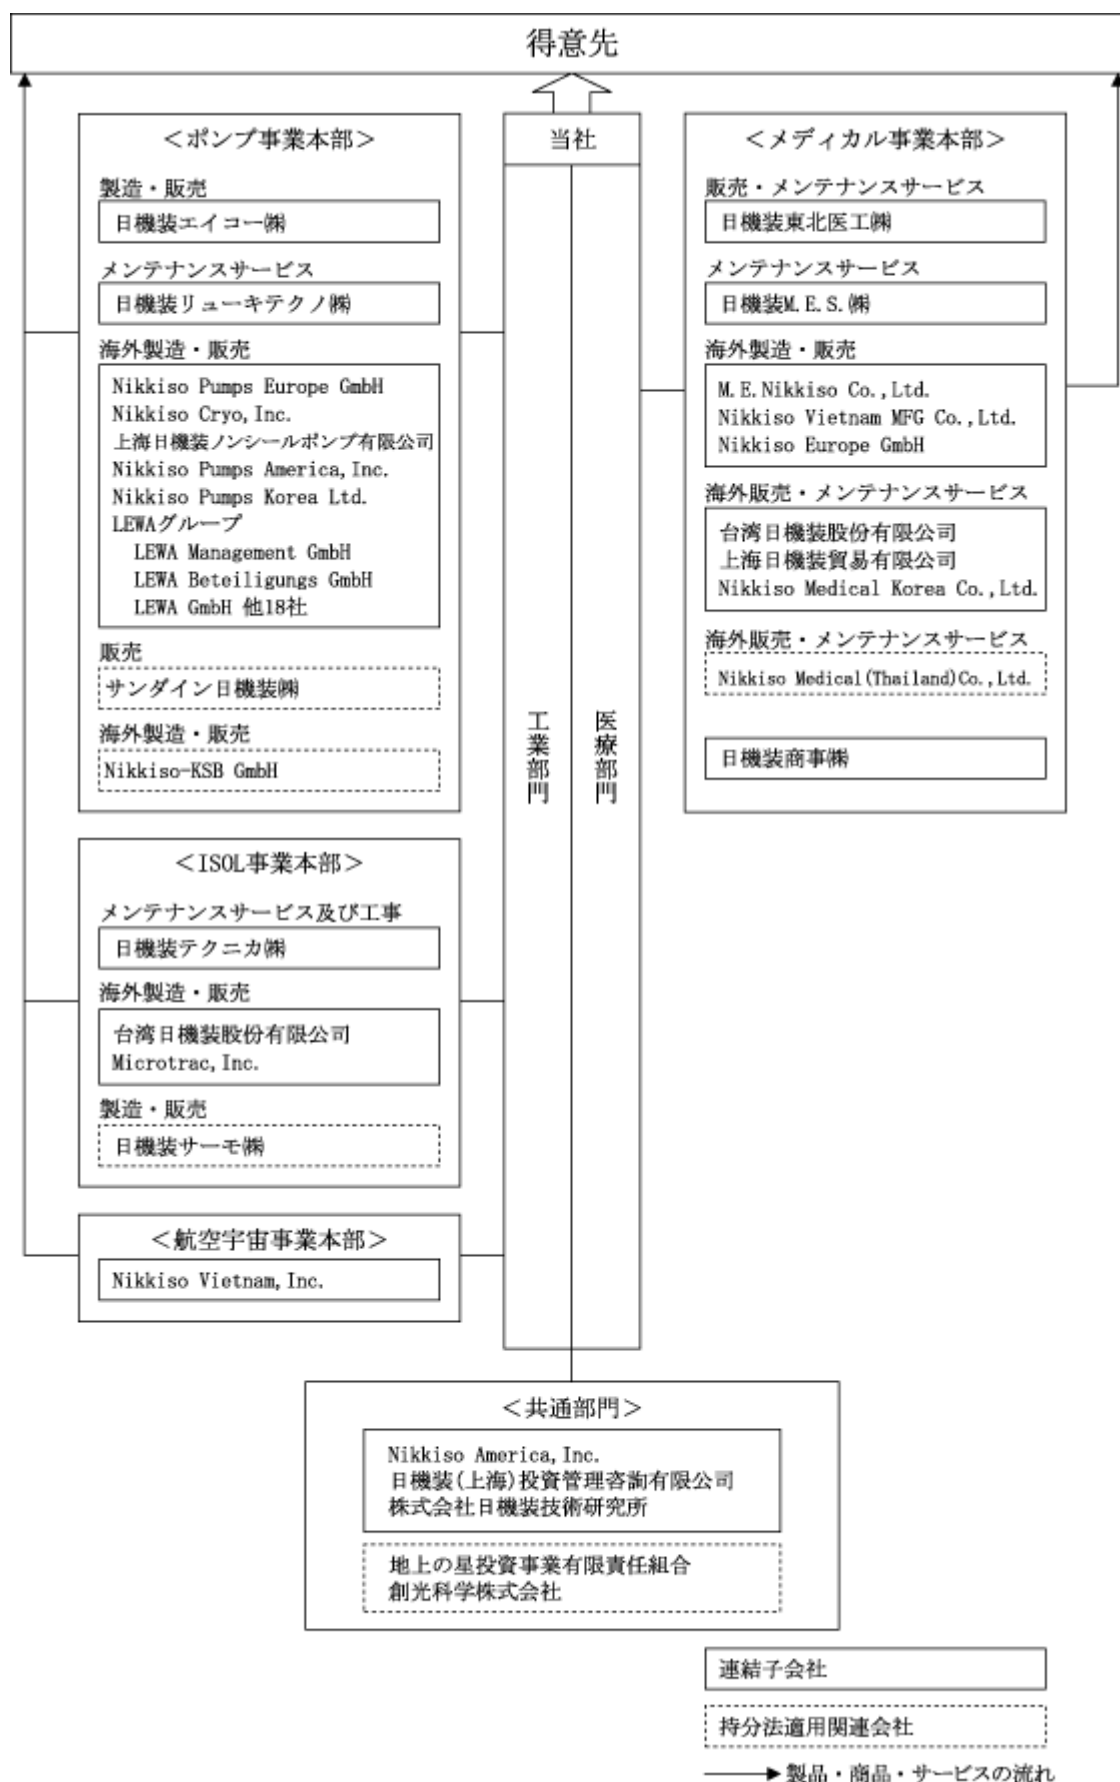 得意先
＜ポンプ事業本部＞
製造・販売
日機装エイコー㈱
メンテナンスサービス
日機装リューキテクノ㈱
海外製造・販売
Nikkiso Pumps Europe GmbH
Nikkiso Cryo,Inc.
上海日機装ノンシールポンプ有限公司
Nikkiso Pumps America,Inc.
Nikkiso Pumps Korea Ltd.
LEWAグループ
LEWA Management GmbH
LEWA Beteiligungs GmbH
LEWA GmbH 他18社
販売
サンダイン日機装㈱
海外製造・販売
Nikkiso-KSB GmbH
＜ISOL事業本部＞
メンテナンスサービス及び工事
日機装テクニカ㈱
海外製造・販売
台湾日機装股份有限公司
Microtrac,Inc.
製造・販売
日機装サーモ㈱
＜航空宇宙事業本部＞
Nikkiso Vietnam,Inc.
当社
工業部門
医療部門
＜メディカル事業本部＞
販売・メンテナンスサービス
日機装東北医工㈱
メンテナンスサービス
日機装M.E.S.㈱
海外製造・販売
M.E.Nikkiso Co.,Ltd.
Nikkiso Vietnam MFG Co.,Ltd.
Nikkiso Europe GmbH
海外販売・メンテナンスサービス
台湾日機装股份有限公司
上海日機装貿易有限公司
Nikkiso Medical Korea Co.,Ltd.
海外販売・メンテナンスサービス
Nikkiso Medical(Thailand)Co.,Ltd.
日機装商事㈱
＜共通部門＞
Nikkiso America,Inc.
日機装(上海)投資管理咨詢有限公司
株式会社日機装技術研究所
地上の星投資事業有限責任組合
創光科学株式会社
連結子会社
持分法適用関連会社
製品・商品・サービスの流れ